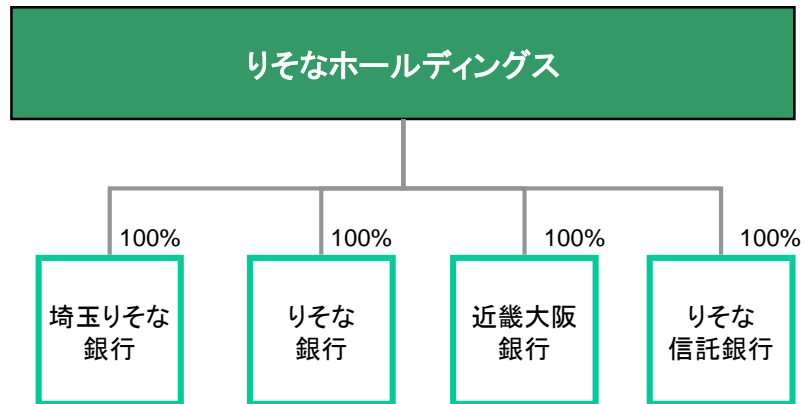 りそなホールディングス
100%
100%
100%
100%
埼玉りそな
銀行
りそな
銀行
近畿大阪
銀行
りそな
信託銀行